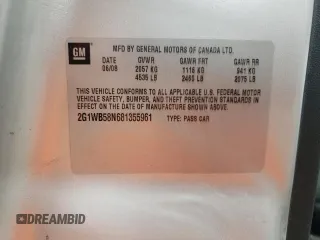 GM
MFD BY GENERAL MOTORS OF CANADA LTD.
DATE GVWR GAWR FRT GAWR RR
06/08 2057 KG 1116 KG 941 KG
4535 LB 2460 LB 2075 LB
THIS VEHICLE CONFORMS TO ALL APPLICABLE U.S. FEDERAL MOTOR
VEHICLE SAFETY, BUMPER, AND THEFT PREVENTION STANDARDS IN
EFFECT ON THE DATE OF MANUFACTURE SHOWN ABOVE.
2G1WB58N681355961 TYPE: PASS CAR
DREAMBID